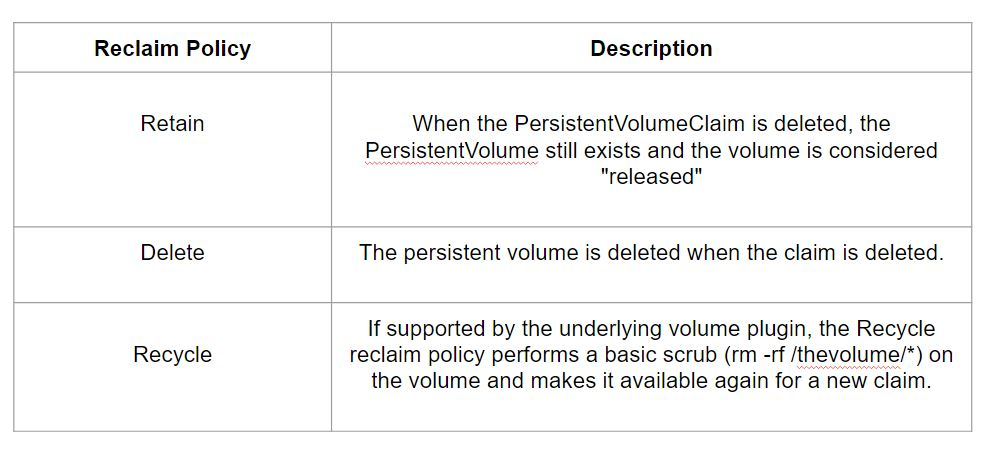 Reclaim Policy
Description
Retain
When the PersistentVolumeClaim is deleted, the
PersistentVolume still exists and the volume is considered
"released"
Delete
The persistent volume is deleted when the claim is deleted.
Recycle
If supported by the underlying volume plugin, the Recycle
reclaim policy performs a basic scrub (rm -rf /thevolume/*) on
the volume and makes it available again for a new claim.